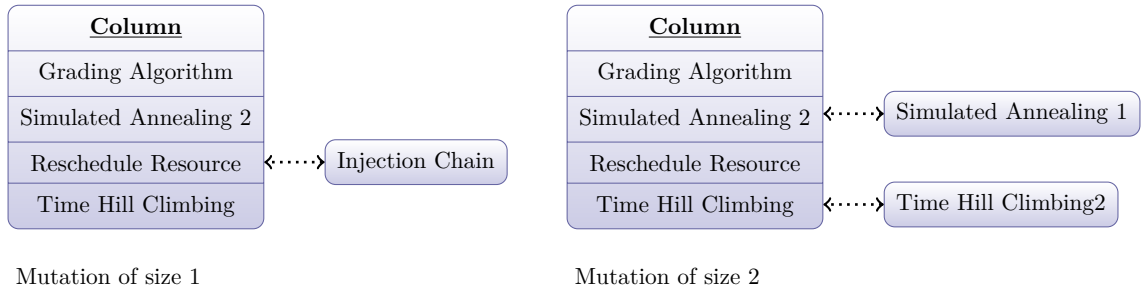 Column
Grading Algorithm
Simulated Annealing 2
Reschedule Resource
Time Hill Climbing
Injection Chain
Mutation of size 1
Column
Grading Algorithm
Simulated Annealing 2
Reschedule Resource
Time Hill Climbing
Simulated Annealing 1
Time Hill Climbing2
Mutation of size 2